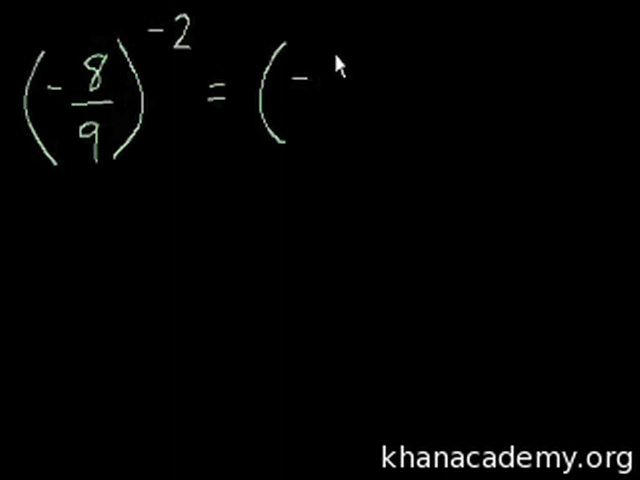 (- 8/9)^-2 = (-
khanacademy.org